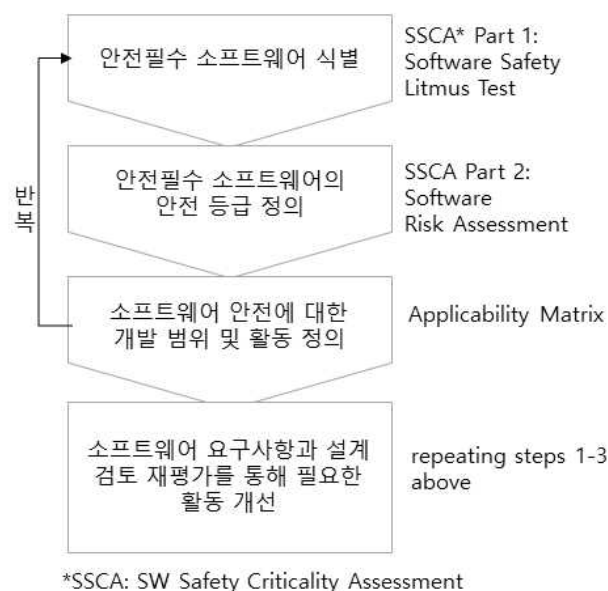 안전필수 소프트웨어 식별
SSCA* Part 1:
Software Safety
Litmus Test
안전필수 소프트웨어의
안전 등급 정의
SSCA Part 2:
Software
Risk Assessment
반
복
소프트웨어 안전에 대한
개발 범위 및 활동 정의
Applicability Matrix
소프트웨어 요구사항과 설계
검토 재평가를 통해 필요한
활동 개선
repeating steps 1-3
above
*SSCA: SW Safety Criticality Assessment